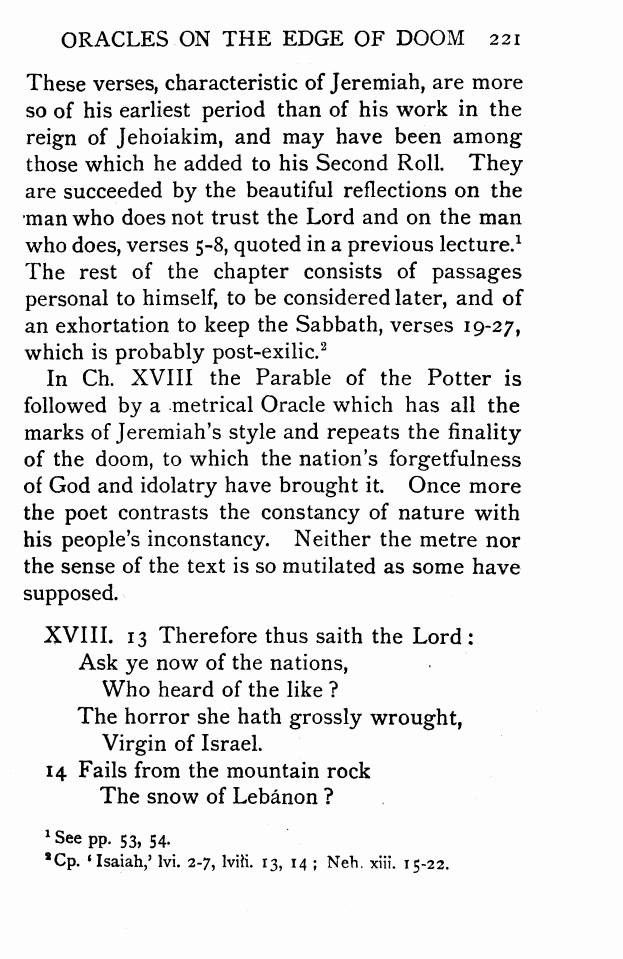 ORACLES ON THE EDGE OF DOOM 221
These verses, characteristic of Jeremiah, are more
so of his earliest period than of his work in the
reign of Jehoiakim, and may have been among
those which he added to his Second Roll. They
are succeeded by the beautiful reflections on the
man who does not trust the Lord and on the man
who does, verses 5-8, quoted in a previous lecture.¹
The rest of the chapter consists of passages
personal to himself, to be considered later, and of
an exhortation to keep the Sabbath, verses 19-27,
which is probably post-exilic.²
In Ch. XVIII the Parable of the Potter is
followed by a metrical Oracle which has all the
marks of Jeremiah's style and repeats the finality
of the doom, to which the nation's forgetfulness
of God and idolatry have brought it. Once more
the poet contrasts the constancy of nature with
his people's inconstancy. Neither the metre nor
the sense of the text is so mutilated as some have
supposed.
XVIII. 13 Therefore thus saith the Lord :
Ask ye now of the nations,
Who heard of the like ?
The horror she hath grossly wrought,
Virgin of Israel.
14 Fails from the mountain rock
The snow of Lebánon ?
¹ See pp. 53, 54.
² Cp. 'Isaiah,' lvi. 2-7, lviii. 13, 14 ; Neh. xiii. 15-22.